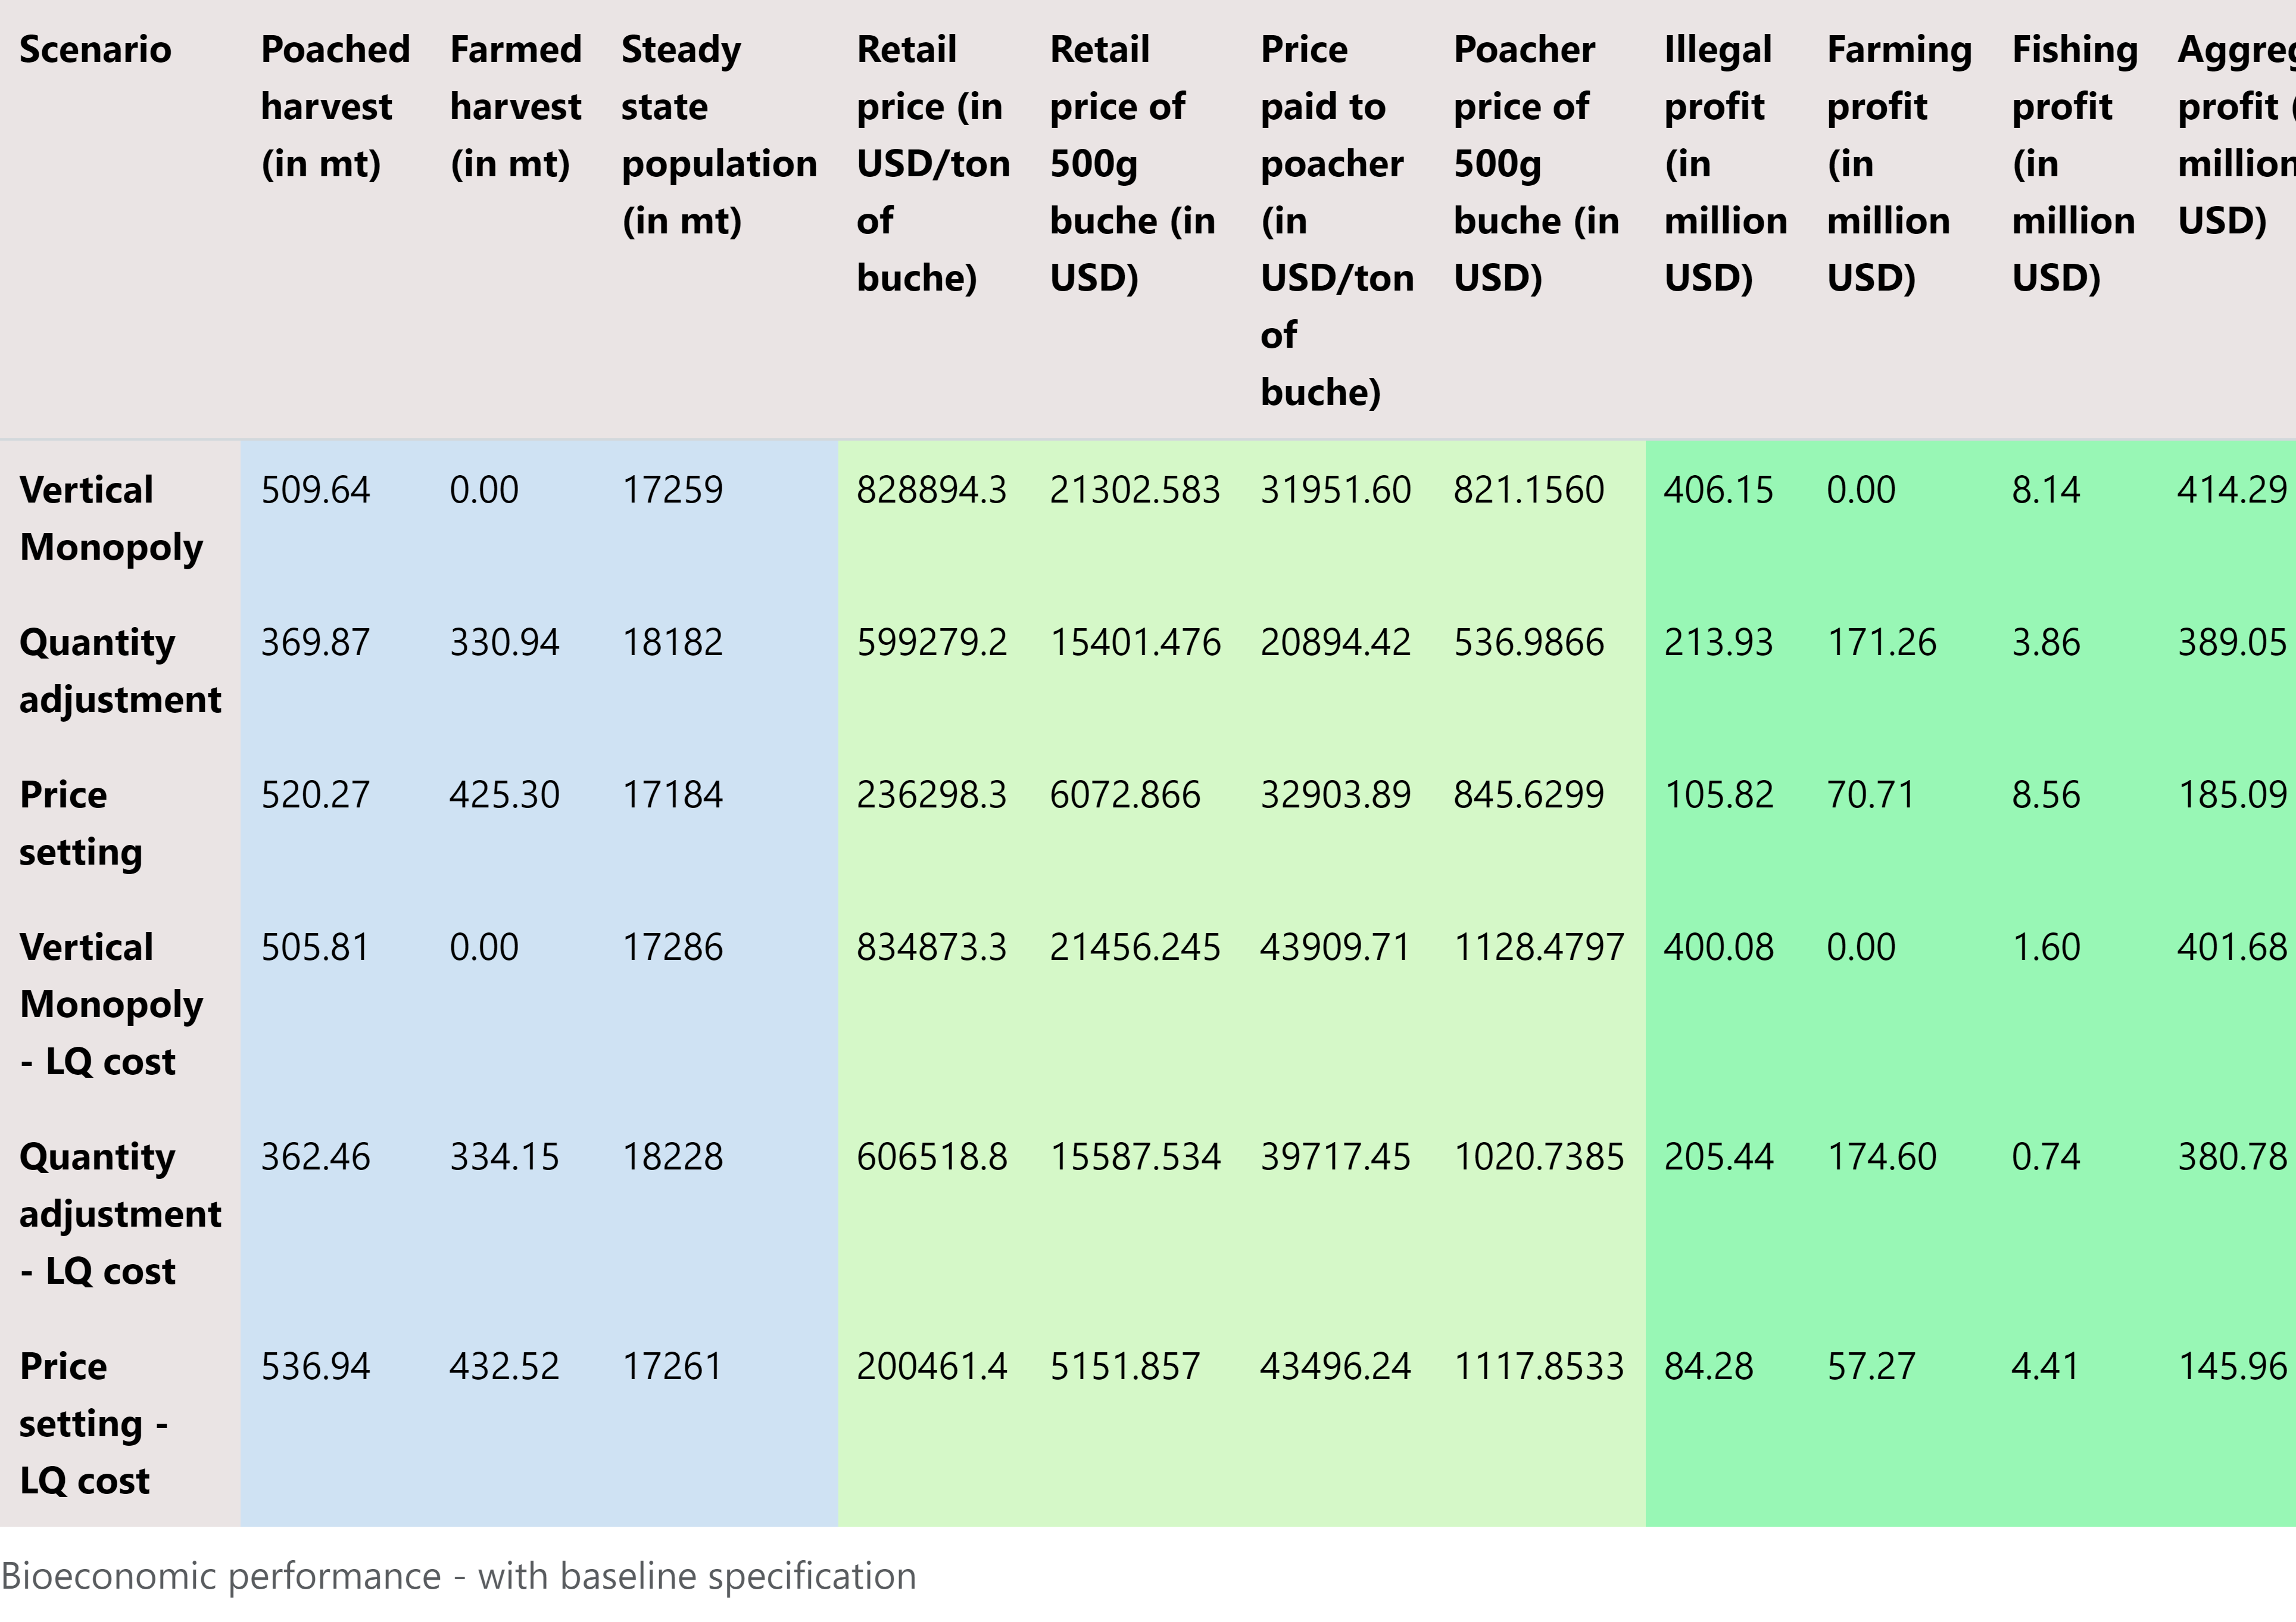 Scenario
Poached
harvest
(in mt)
Farmed
harvest
(in mt)
Steady
state
population
(in mt)
Retail
price (in
USD/ton
of
buche)
Retail
price of
500g
buche (in
USD)
Price
paid to
poacher
(in
USD/ton
of
buche)
Poacher
price of
500g
buche (in
USD)
Illegal
profit
(in
million
USD)
Farming
profit
(in
million
USD)
Fishing
profit
(in
million
USD)
Aggreg
profit (
million
USD)
Vertical
Monopoly
509.64 0.00 17259 828894.3 21302.583 31951.60 821.1560 406.15 0.00 8.14 414.29
Quantity
adjustment
369.87 330.94 18182 599279.2 15401.476 20894.42 536.9866 213.93 171.26 3.86 389.05
Price
setting
520.27 425.30 17184 236298.3 6072.866 32903.89 845.6299 105.82 70.71 8.56 185.09
Vertical
Monopoly
- LQ cost
505.81 0.00 17286 834873.3 21456.245 43909.71 1128.4797 400.08 0.00 1.60 401.68
Quantity
adjustment
- LQ cost
362.46 334.15 18228 606518.8 15587.534 39717.45 1020.7385 205.44 174.60 0.74 380.78
Price
setting -
LQ cost
536.94 432.52 17261 200461.4 5151.857 43496.24 1117.8533 84.28 57.27 4.41 145.96
Bioeconomic performance - with baseline specification